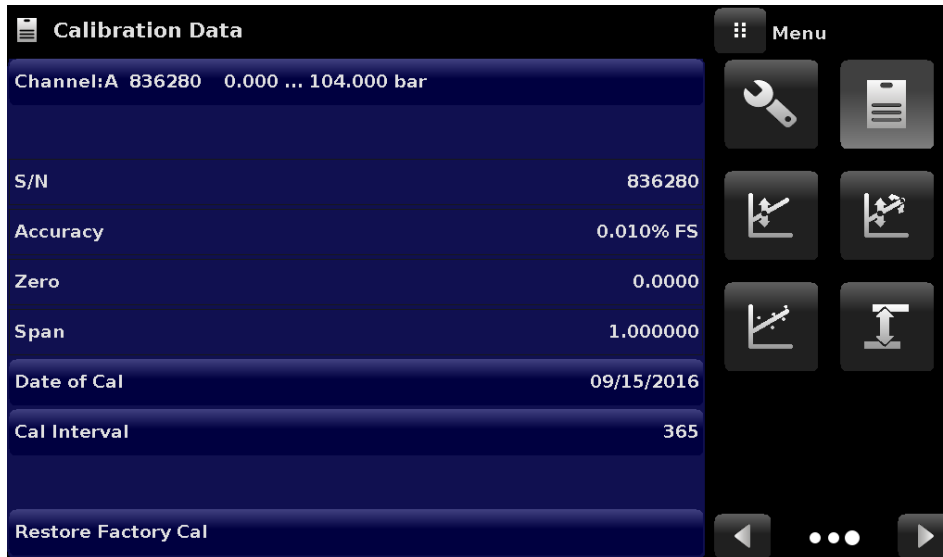 Calibration Data
Menu
Channel:A 836280 0.000 ... 104.000 bar
S/N 836280
Accuracy 0.010% FS
Zero 0.0000
Span 1.000000
Date of Cal 09/15/2016
Cal Interval 365
Restore Factory Cal